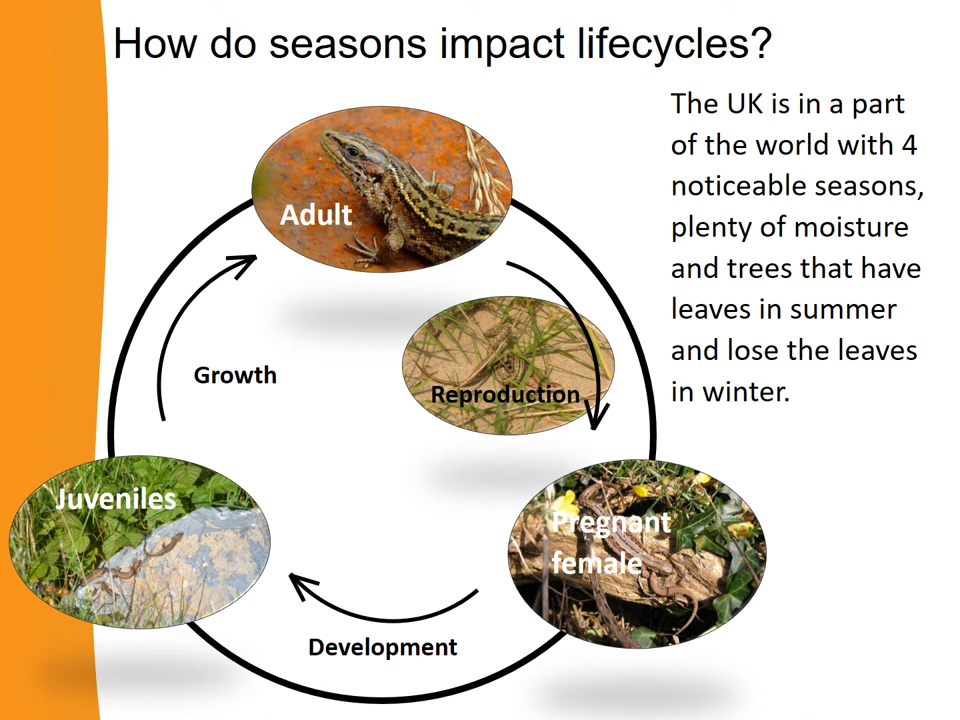 How do seasons impact lifecycles?
The UK is in a part
of the world with 4
noticeable seasons,
plenty of moisture
and trees that have
leaves in summer
and lose the leaves
in winter.
Adult
Growth
Reproduction
Juveniles
Pregnant
female
Development